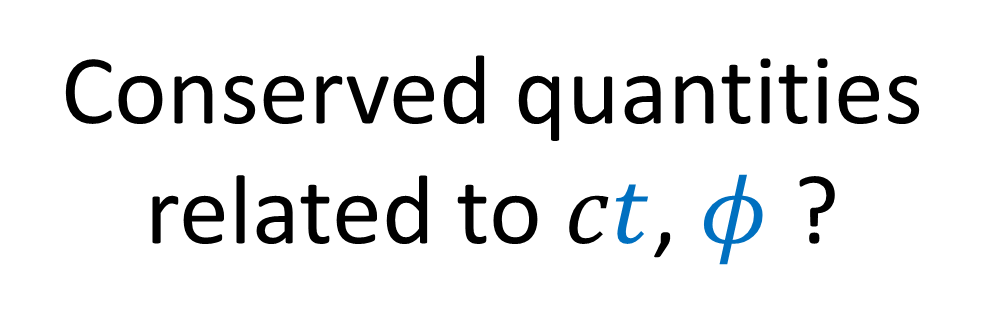 Conserved quantities
related to 𝑐𝑡, 𝜙 ?